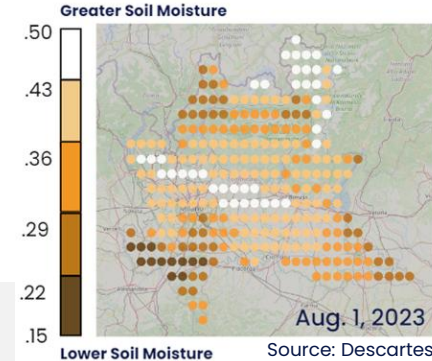 Greater Soil Moisture
.50
.43
.36
.29
.22
.15
Aug. 1, 2023
Lower Soil Moisture
Source: Descartes